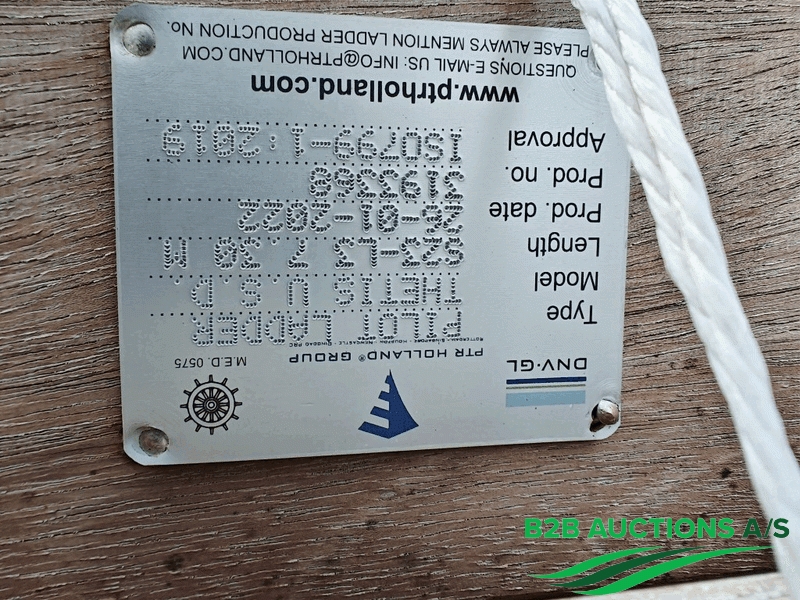 DNV·GL
PTR HOLLAND® GROUP
M.E.D. 0575
Type PILOT LADDER
Model THETIS U.S.D.
Length S23-L3 7.30 M
Prod. date 26-01-2022
Prod. no. 3193360
Approval ISO799-1:2019
www.ptrholland.com
QUESTIONS E-MAIL US: INFO@PTRHOLLAND.COM
PLEASE ALWAYS MENTION LADDER PRODUCTION No.
B2B AUCTIONS A/S